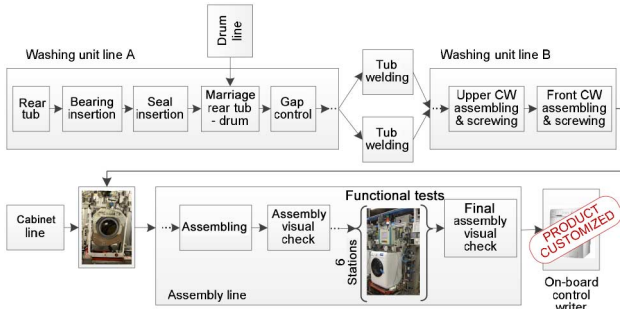 Drum
line
Washing unit line A
Washing unit line B
Rear
tub
Bearing
insertion
Seal
insertion
Marriage
rear tub
- drum
Gap
control
Tub
welding
Tub
welding
Upper CW
assembling
& screwing
Front CW
assembling
& screwing
Cabinet
line
Assembling
Assembly
visual
check
Functional tests
6
Stations
Final
assembly
visual
check
PRODUCT
CUSTOMIZED
Assembly line
On-board
control
writer